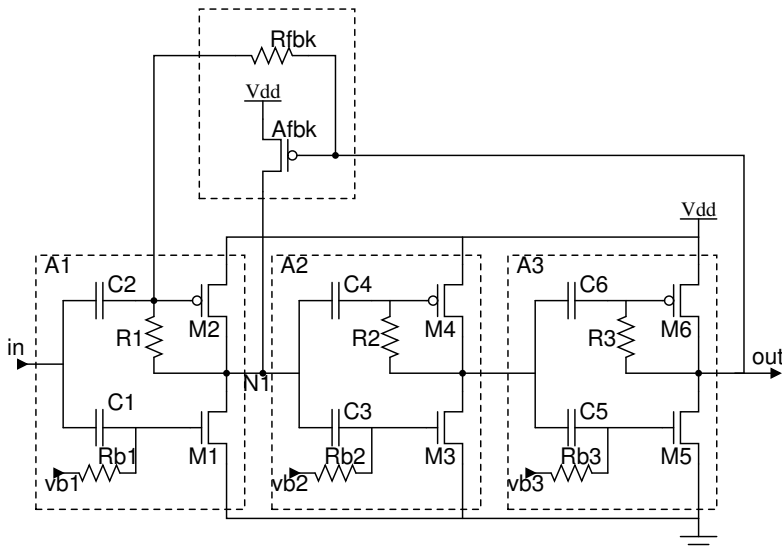 Rfbk
Vdd
Afbk
Vdd
A1
A2
A3
C2
C4
C6
R1
M2
R2
M4
R3
M6
in
out
N1
C1
C3
C5
Rb1
M1
Rb2
M3
Rb3
M5
vb1
vb2
vb3